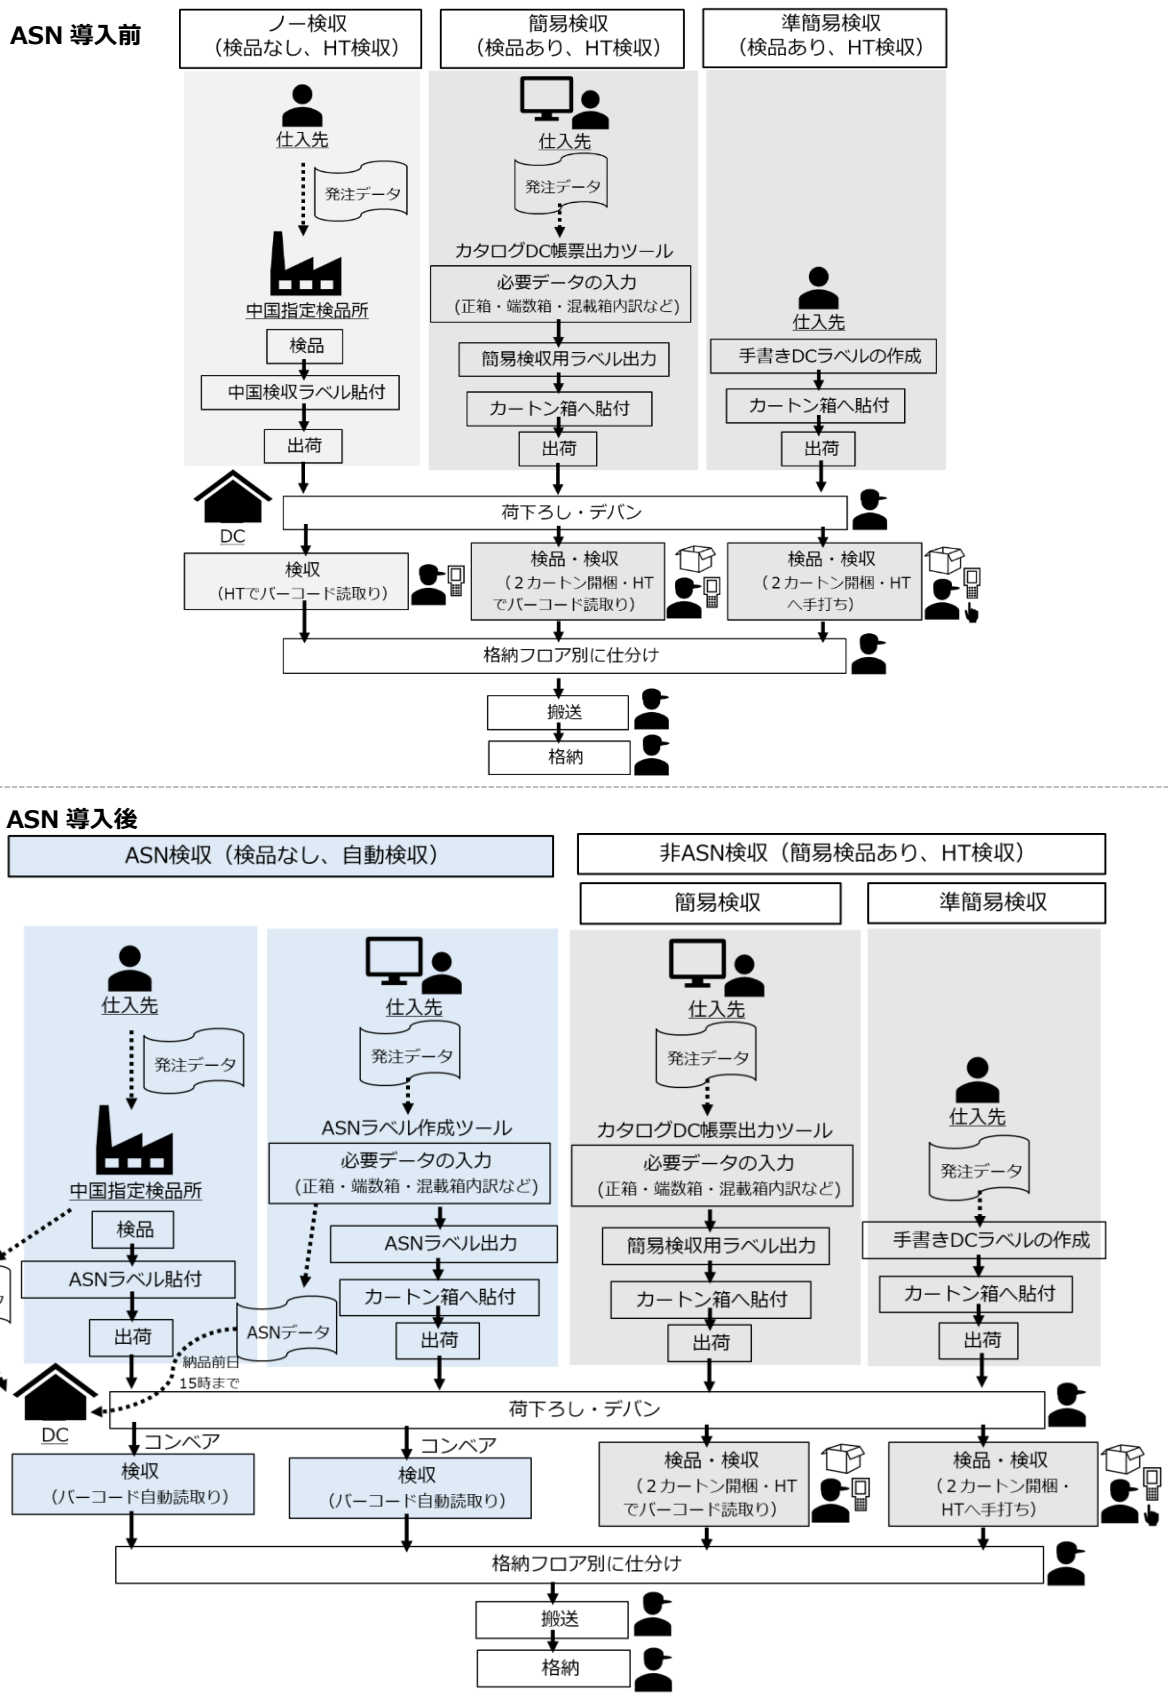 ASN 導入前
ノー検収
（検品なし、HT検収）
簡易検収
（検品あり、HT検収）
準簡易検収
（検品あり、HT検収）
仕入先
発注データ
中国指定検品所
検品
中国検収ラベル貼付
出荷
仕入先
発注データ
カタログDC帳票出力ツール
必要データの入力
(正箱・端数箱・混載箱内訳など)
簡易検収用ラベル出力
カートン箱へ貼付
出荷
仕入先
手書きDCラベルの作成
カートン箱へ貼付
出荷
DC
荷下ろし・デバン
検収
（HTでバーコード読取り）
検品・検収
（２カートン開梱・HT
でバーコード読取り）
検品・検収
（２カートン開梱・HT
へ手打ち）
格納フロア別に仕分け
搬送
格納
ASN 導入後
ASN検収（検品なし、自動検収）
非ASN検収（簡易検品あり、HT検収）
簡易検収
準簡易検収
仕入先
発注データ
中国指定検品所
検品
ASNラベル貼付
出荷
仕入先
発注データ
ASNラベル作成ツール
必要データの入力
(正箱・端数箱・混載箱内訳など)
ASNラベル出力
カートン箱へ貼付
出荷
ASNデータ
納品前日
15時まで
仕入先
発注データ
カタログDC帳票出力ツール
必要データの入力
(正箱・端数箱・混載箱内訳など)
簡易検収用ラベル出力
カートン箱へ貼付
出荷
仕入先
発注データ
手書きDCラベルの作成
カートン箱へ貼付
出荷
DC
荷下ろし・デバン
コンベア
コンベア
検収
（バーコード自動読取り）
検収
（バーコード自動読取り）
検品・検収
（２カートン開梱・HT
でバーコード読取り）
検品・検収
（２カートン開梱・
HTへ手打ち）
格納フロア別に仕分け
搬送
格納